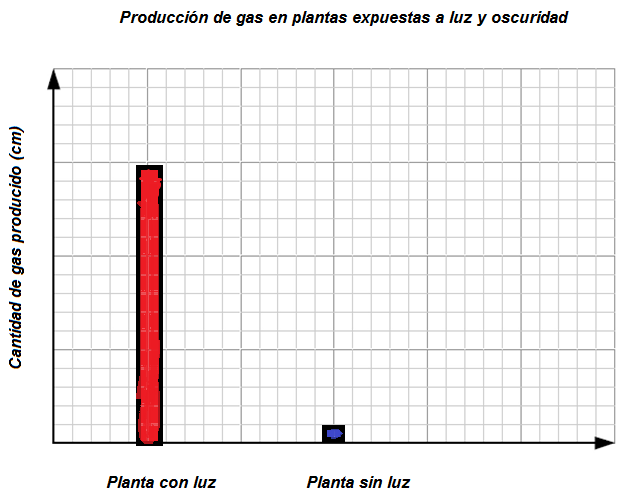 Producción de gas en plantas expuestas a luz y oscuridad
Cantidad de gas producido (cm)
Planta con luz
Planta sin luz